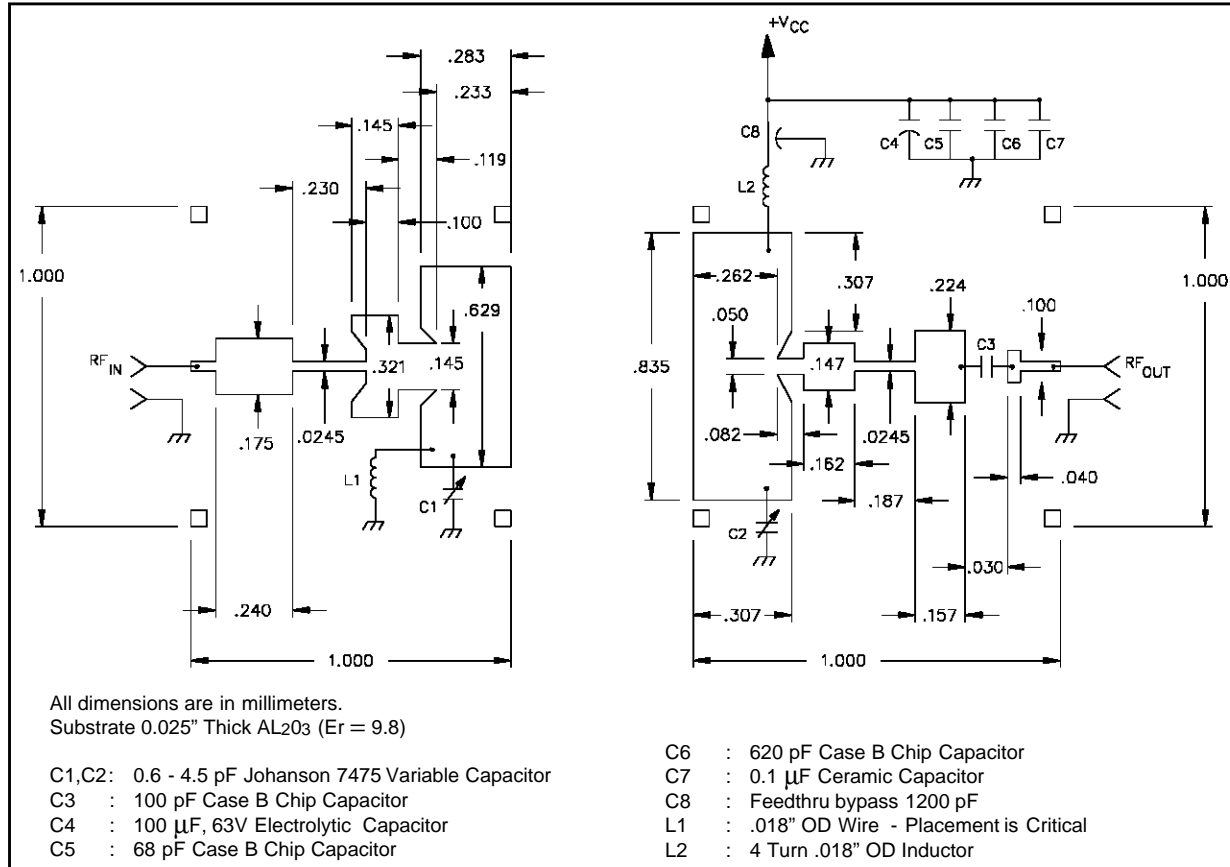 +VCC
.283
.233
.145
.119
.230
.100
1.000
.629
.321
.145
RFIN
.175
.0245
L1
C1
.240
1.000
C8
L2
C4
C5
C6
C7
1.000
.262
.307
.224
.050
.100
C3
.147
.835
RFOUT
.082
.0245
.162
.040
.187
C2
.030
.307
.157
1.000
All dimensions are in millimeters.
Substrate 0.025” Thick AL2O3 (Er = 9.8)
C1,C2: 0.6 - 4.5 pF Johanson 7475 Variable Capacitor
C3 : 100 pF Case B Chip Capacitor
C4 : 100 μF, 63V Electrolytic Capacitor
C5 : 68 pF Case B Chip Capacitor
C6 : 620 pF Case B Chip Capacitor
C7 : 0.1 μF Ceramic Capacitor
C8 : Feedthru bypass 1200 pF
L1 : .018” OD Wire - Placement is Critical
L2 : 4 Turn .018” OD Inductor